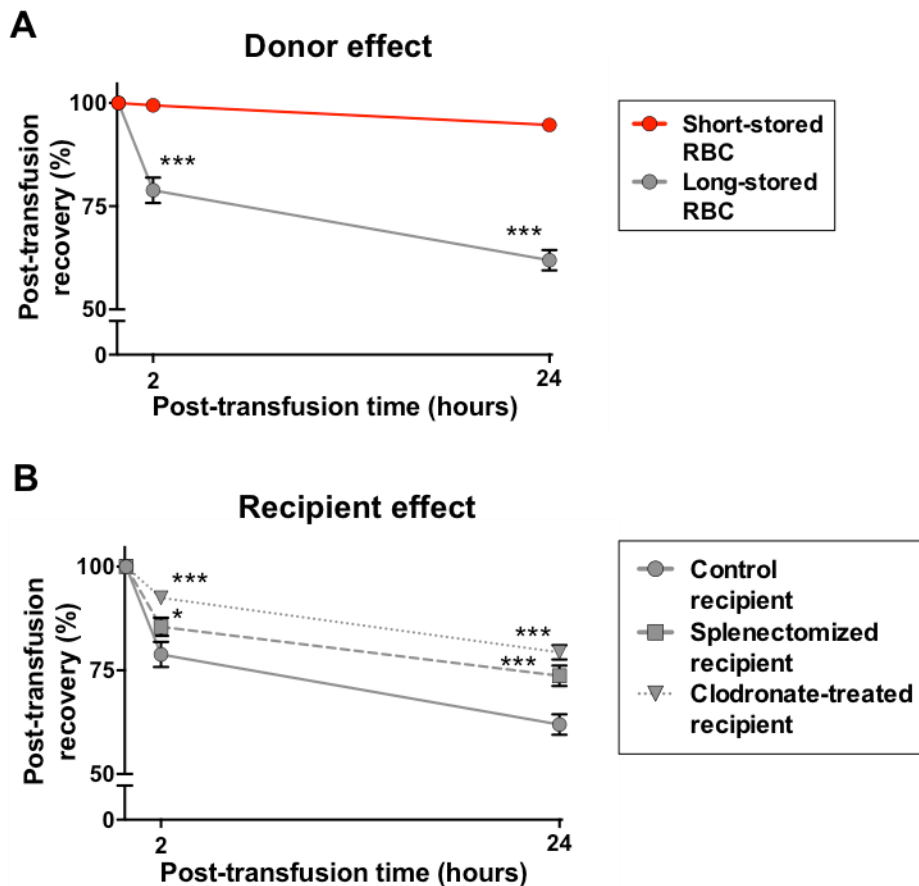 A
Donor effect
Post-transfusion
recovery (%)
100
75
50
0
***
***
2
24
Post-transfusion time (hours)
Short-stored
RBC
Long-stored
RBC
B
Recipient effect
Post-transfusion
recovery (%)
100
75
50
0
***
*
***
***
2
24
Post-transfusion time (hours)
Control
recipient
Splenectomized
recipient
Clodronate-treated
recipient